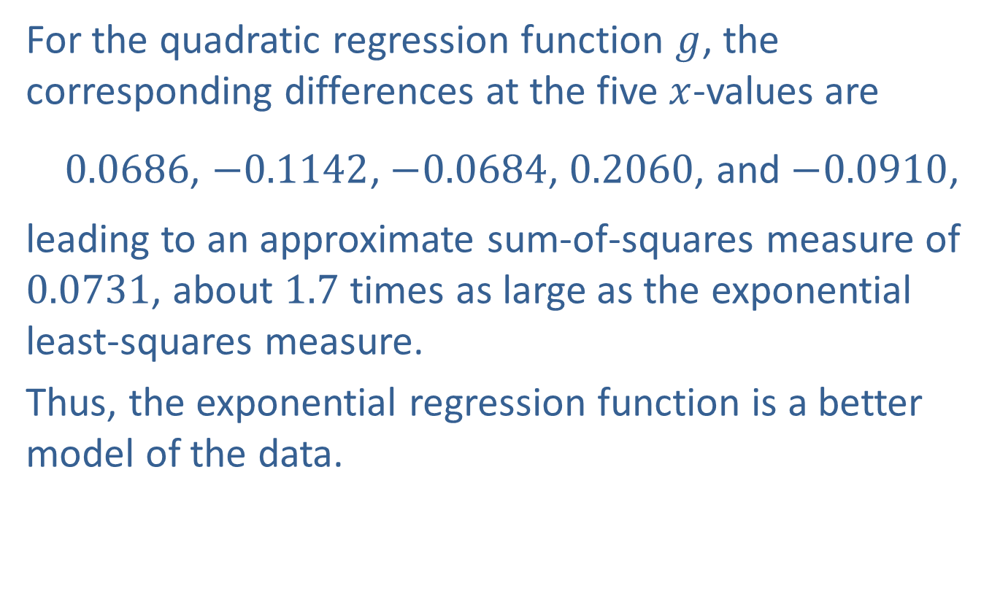 For the quadratic regression function g, the
corresponding differences at the five x-values are
0.0686, −0.1142, −0.0684, 0.2060, and −0.0910,
leading to an approximate sum-of-squares measure of
0.0731, about 1.7 times as large as the exponential
least-squares measure.
Thus, the exponential regression function is a better
model of the data.